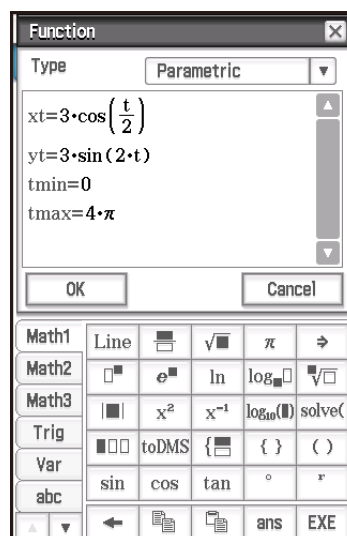 Function
Type Parametric ▼
xt=3•cos(t/2)
yt=3•sin(2•t)
tmin=0
tmax=4•π
OK Cancel
Math1 Line √■ π ⇒
Math2 e■ ln log■□ ■√□
Math3 |■| x² x⁻¹ log₁₀(■) solve(
Trig toDMS { } ( )
Var sin cos tan ° r
abc ← ans EXE